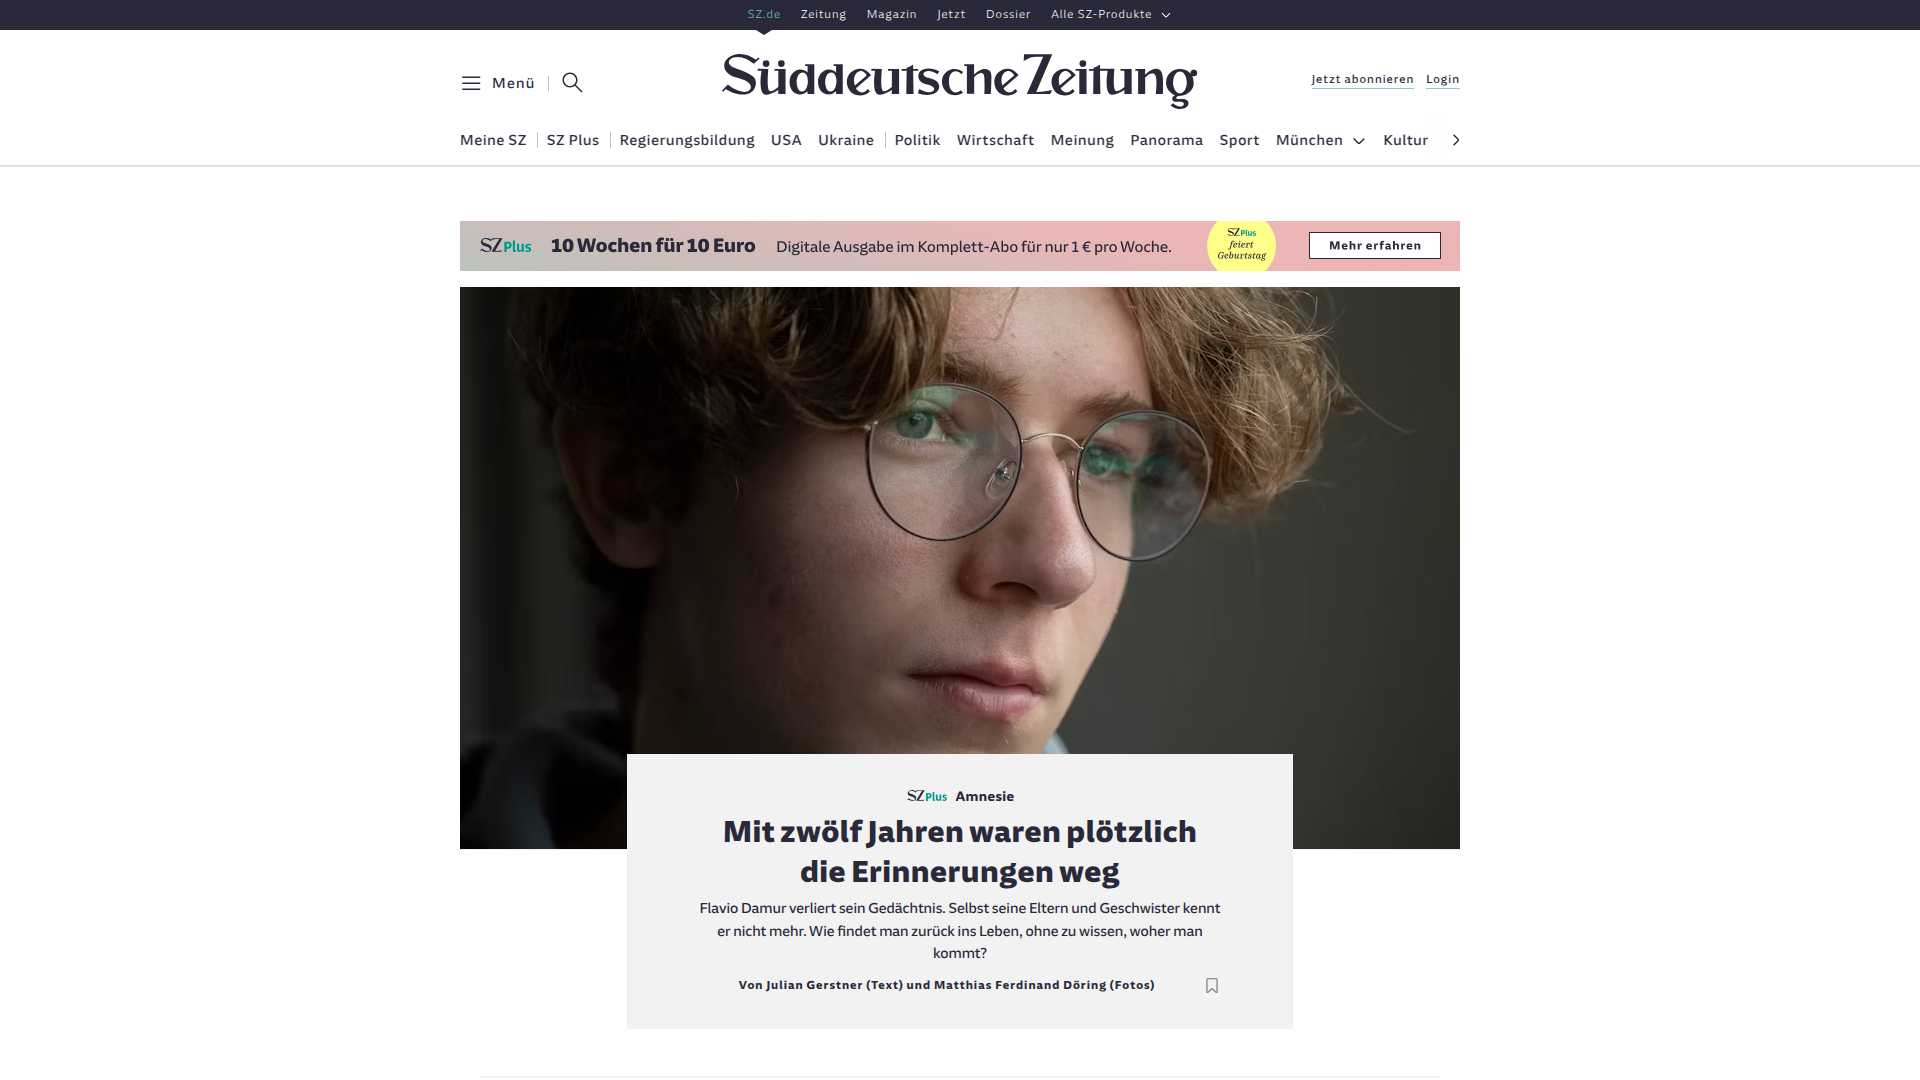 SZ.de Zeitung Magazin Jetzt Dossier Alle SZ-Produkte
Menü
Süddeutsche Zeitung
Jetzt abonnieren Login
Meine SZ SZ Plus Regierungsbildung USA Ukraine Politik Wirtschaft Meinung Panorama Sport München Kultur
SZ Plus 10 Wochen für 10 Euro Digitale Ausgabe im Komplett-Abo für nur 1 € pro Woche.
SZ Plus
feiert
Geburtstag
Mehr erfahren
SZ Plus Amnesie
Mit zwölf Jahren waren plötzlich
die Erinnerungen weg
Flavio Damur verliert sein Gedächtnis. Selbst seine Eltern und Geschwister kennt
er nicht mehr. Wie findet man zurück ins Leben, ohne zu wissen, woher man
kommt?
Von Julian Gerstner (Text) und Matthias Ferdinand Döring (Fotos)